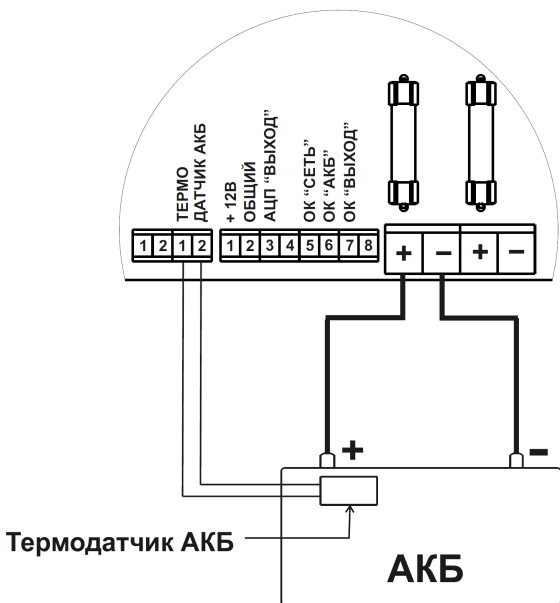 ТЕРМО
ДАТЧИК АКБ
+ 12В
ОБЩИЙ
АЦП “ВЫХОД”
ОК “СЕТЬ”
ОК “АКБ”
ОК “ВЫХОД”
1 2 1 2
1 2 3 4 5 6 7 8
+ − + −
+ −
Термодатчик АКБ
АКБ